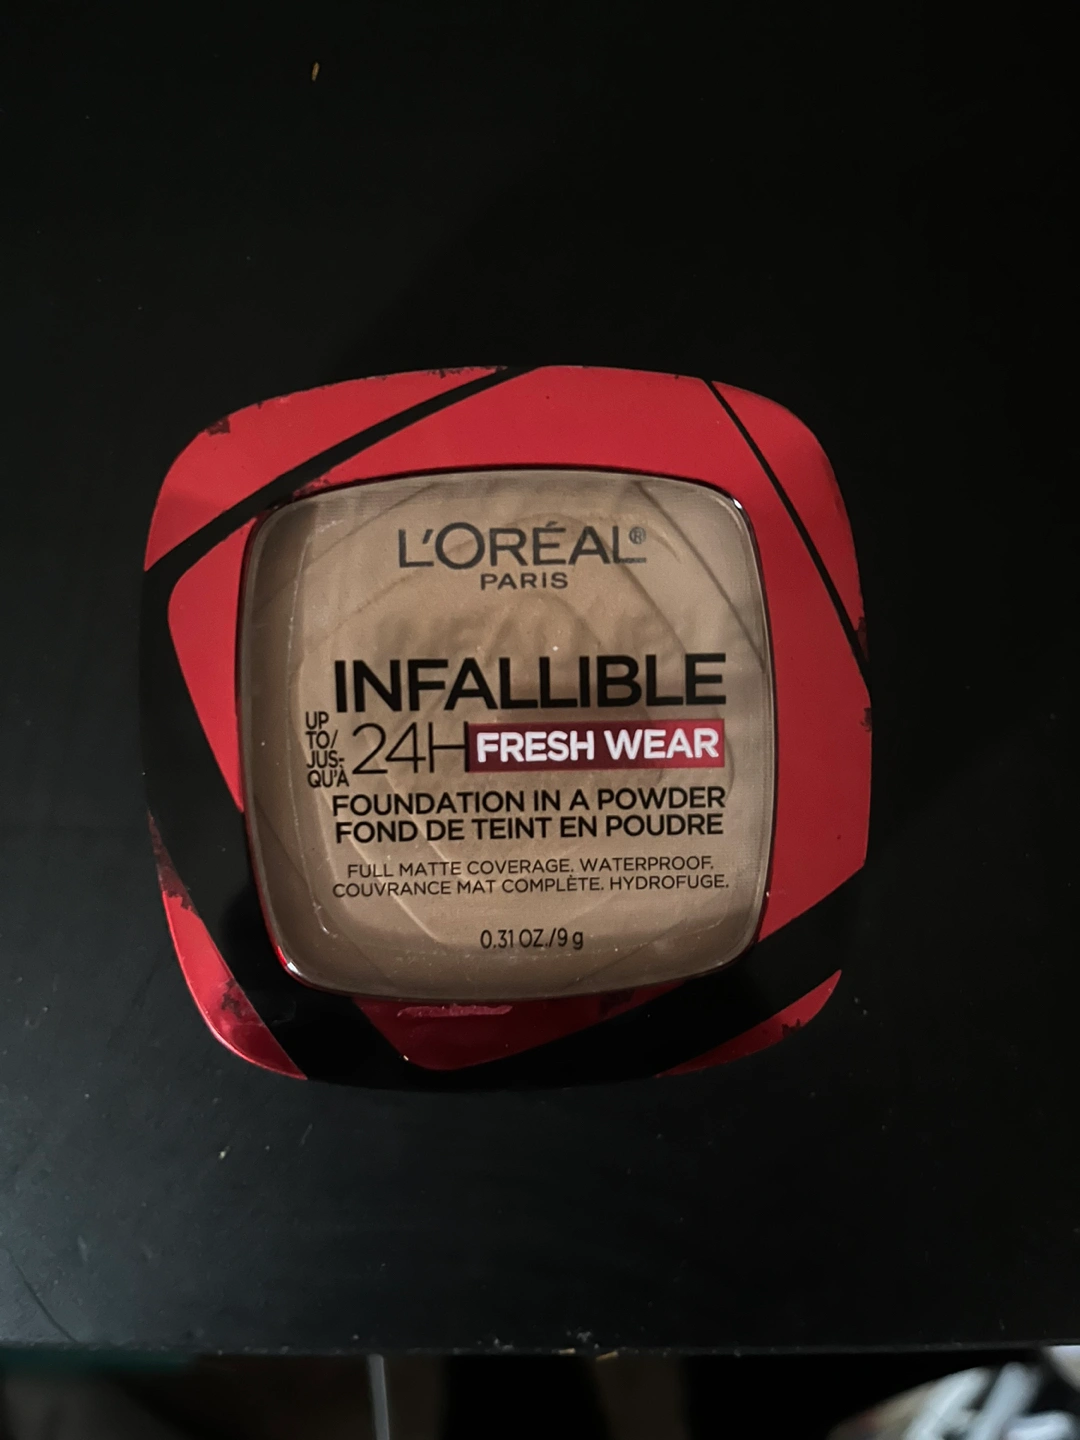 L'ORÉAL®
PARIS
INFALLIBLE
UP TO/ JUS-QU'À 24H FRESH WEAR
FOUNDATION IN A POWDER
FOND DE TEINT EN POUDRE
FULL MATTE COVERAGE. WATERPROOF.
COUVRANCE MAT COMPLÈTE. HYDROFUGE.
0.31 OZ./9 g